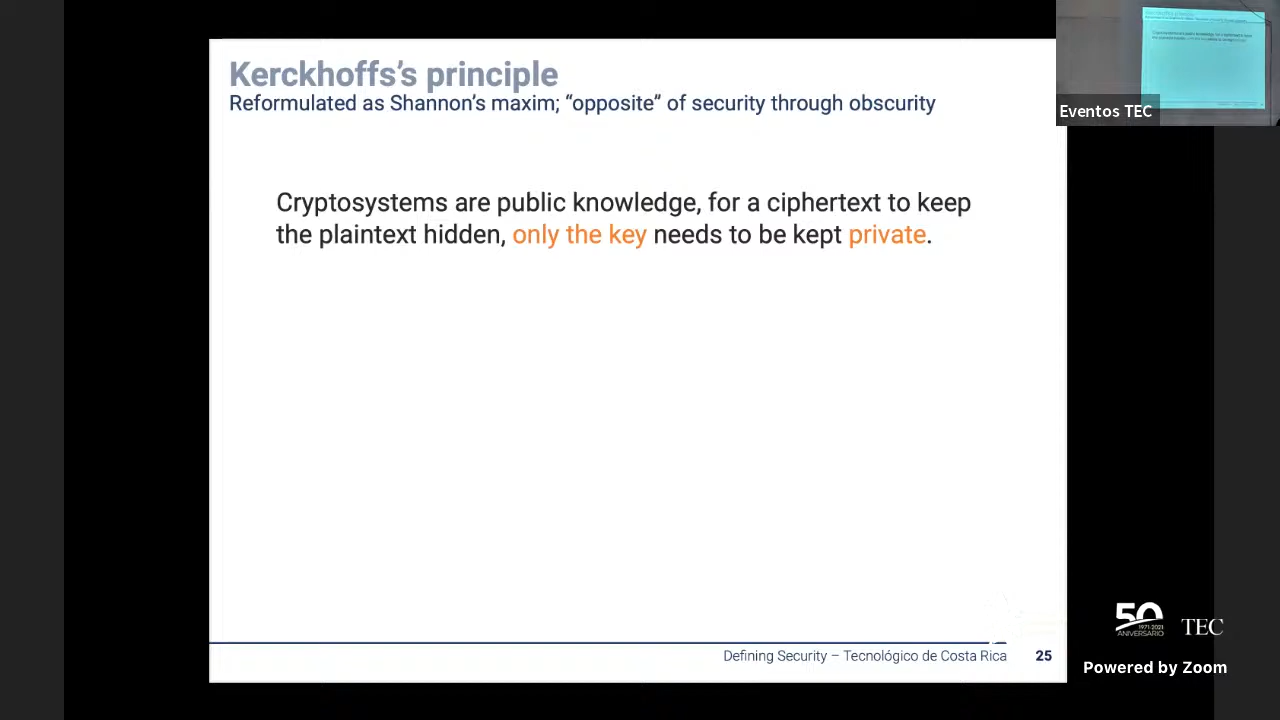 Kerckhoffs's principle
Reformulated as Shannon's maxim; “opposite” of security through obscurity
Eventos TEC
Cryptosystems are public knowledge, for a ciphertext to keep
the plaintext hidden, only the key needs to be kept private.
50
1971-2021
ANIVERSARIO
TEC
Defining Security – Tecnológico de Costa Rica 25
Powered by Zoom